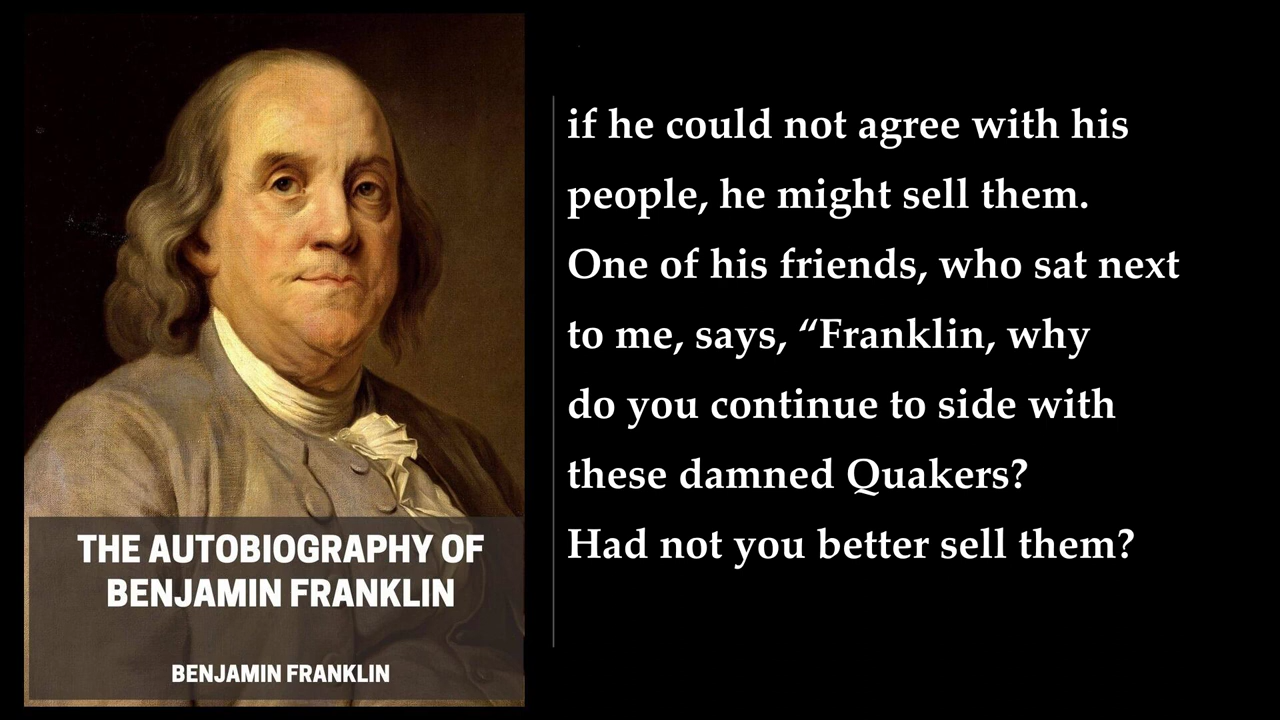 THE AUTOBIOGRAPHY OF
BENJAMIN FRANKLIN
BENJAMIN FRANKLIN
if he could not agree with his
people, he might sell them.
One of his friends, who sat next
to me, says, “Franklin, why
do you continue to side with
these damned Quakers?
Had not you better sell them?